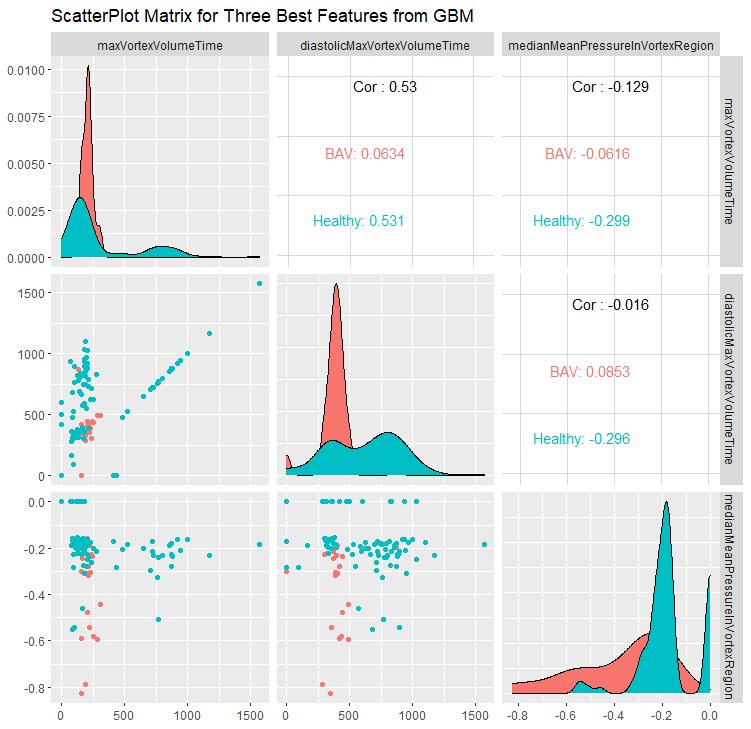 ScatterPlot Matrix for Three Best Features from GBM
maxVortexVolumeTime diastolicMaxVortexVolumeTime medianMeanPressureInVortexRegion
0.0100
0.0075
0.0050
0.0025
0.0000
Cor : 0.53
BAV: 0.0634
Healthy: 0.531
Cor : -0.129
BAV: -0.0616
Healthy: -0.299
maxVortexVolumeTime
1500
1000
500
0
Cor : -0.016
BAV: 0.0853
Healthy: -0.296
diastolicMaxVortexVolumeTime
0.0
-0.2
-0.4
-0.6
-0.8
medianMeanPressureInVortexRegion
0 500 1000 1500 0 500 1000 1500 -0.8 -0.6 -0.4 -0.2 0.0